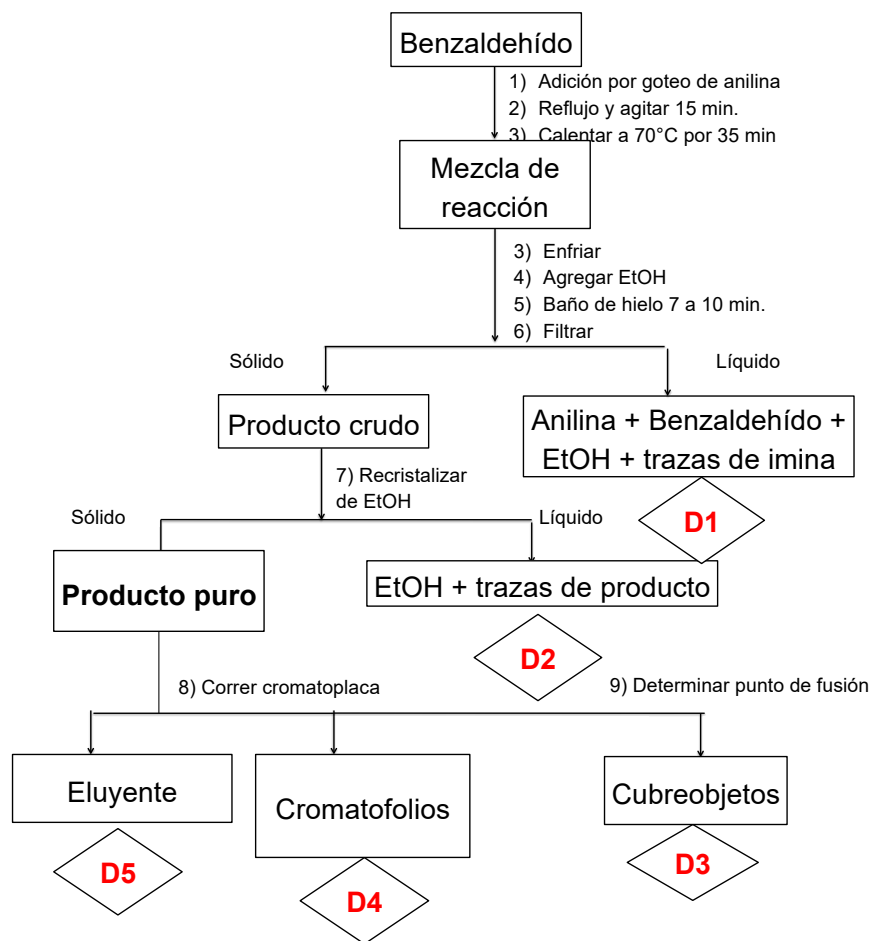 Benzaldehído
1) Adición por goteo de anilina
2) Reflujo y agitar 15 min.
3) Calentar a 70°C por 35 min
Mezcla de
reacción
3) Enfriar
4) Agregar EtOH
5) Baño de hielo 7 a 10 min.
6) Filtrar
Sólido
Líquido
Producto crudo
Anilina + Benzaldehído +
EtOH + trazas de imina
D1
7) Recristalizar
de EtOH
Sólido
Líquido
Producto puro
EtOH + trazas de producto
D2
8) Correr cromatoplaca
9) Determinar punto de fusión
Eluyente
Cromatofolios
Cubreobjetos
D5
D4
D3